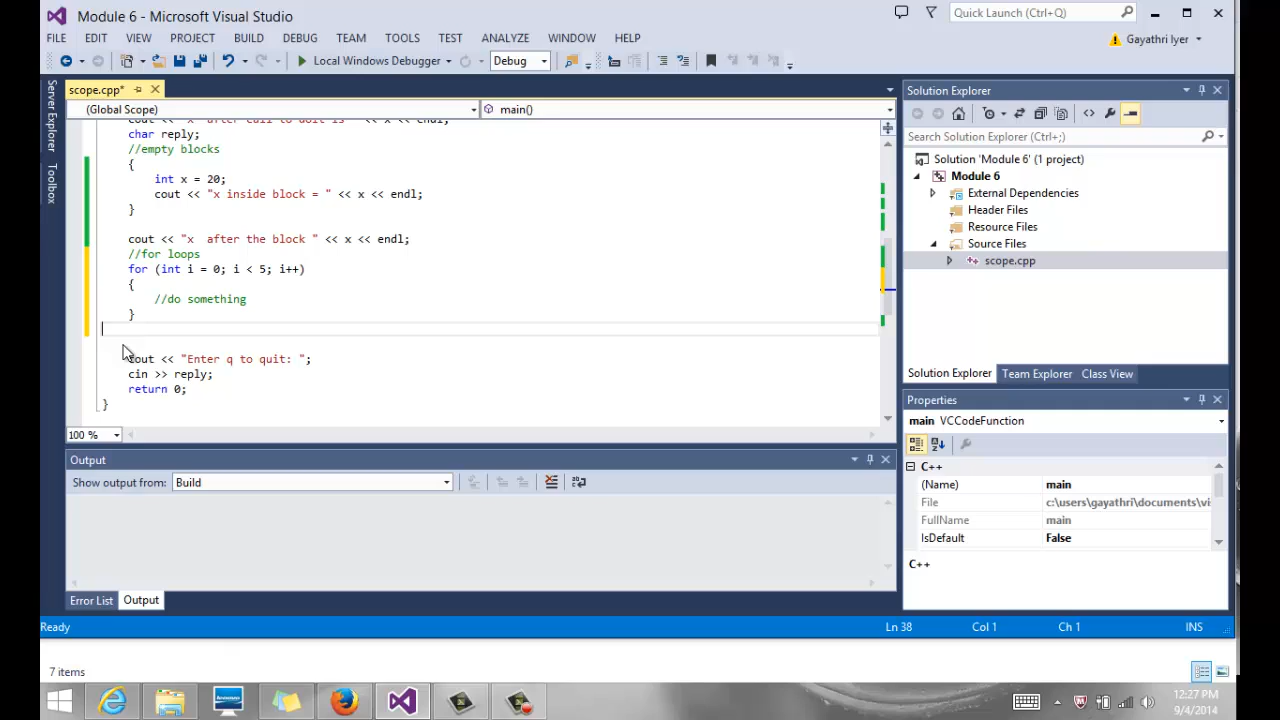 Module 6 - Microsoft Visual Studio
Quick Launch (Ctrl+Q)
FILE EDIT VIEW PROJECT BUILD DEBUG TEAM TOOLS TEST ANALYZE WINDOW HELP
Gayathri Iyer
Local Windows Debugger
Debug
Server Explorer
Toolbox
scope.cpp*
(Global Scope)
main()
cout << "x  after call to doit is " << x << endl;
char reply;
//empty blocks
{
int x = 20;
cout << "x inside block = " << x << endl;
}
cout << "x  after the block " << x << endl;
//for loops
for (int i = 0; i < 5; i++)
{
//do something
}
cout << "Enter q to quit: ";
cin >> reply;
return 0;
}
100 %
Output
Show output from: Build
Error List Output
Solution Explorer
Search Solution Explorer (Ctrl+;)
Solution 'Module 6' (1 project)
Module 6
External Dependencies
Header Files
Resource Files
Source Files
scope.cpp
Solution Explorer Team Explorer Class View
Properties
main VCCodeFunction
C++
(Name) main
File c:\users\gayathri\documents\vi
FullName main
IsDefault False
C++
Ready
Ln 38 Col 1 Ch 1 INS
7 items
12:27 PM
9/4/2014